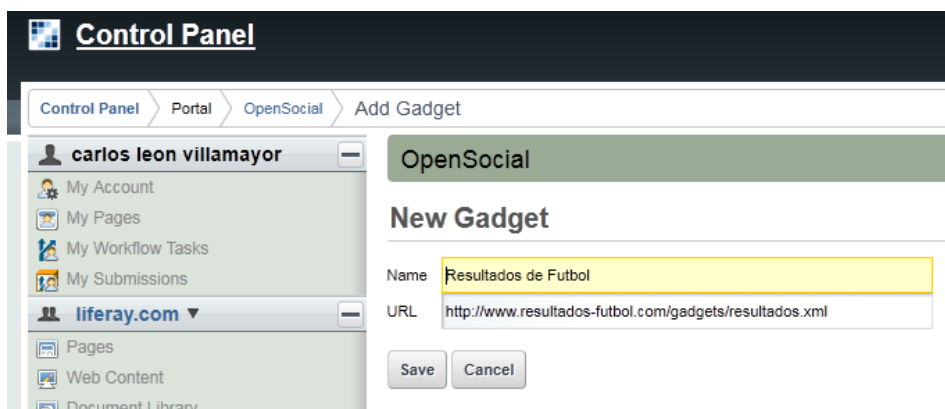 Control Panel
Control Panel Portal OpenSocial Add Gadget
carlos leon villamayor
My Account
My Pages
My Workflow Tasks
My Submissions
liferay.com ▼
Pages
Web Content
Document Library
OpenSocial
New Gadget
Name Resultados de Futbol
URL http://www.resultados-futbol.com/gadgets/resultados.xml
Save Cancel